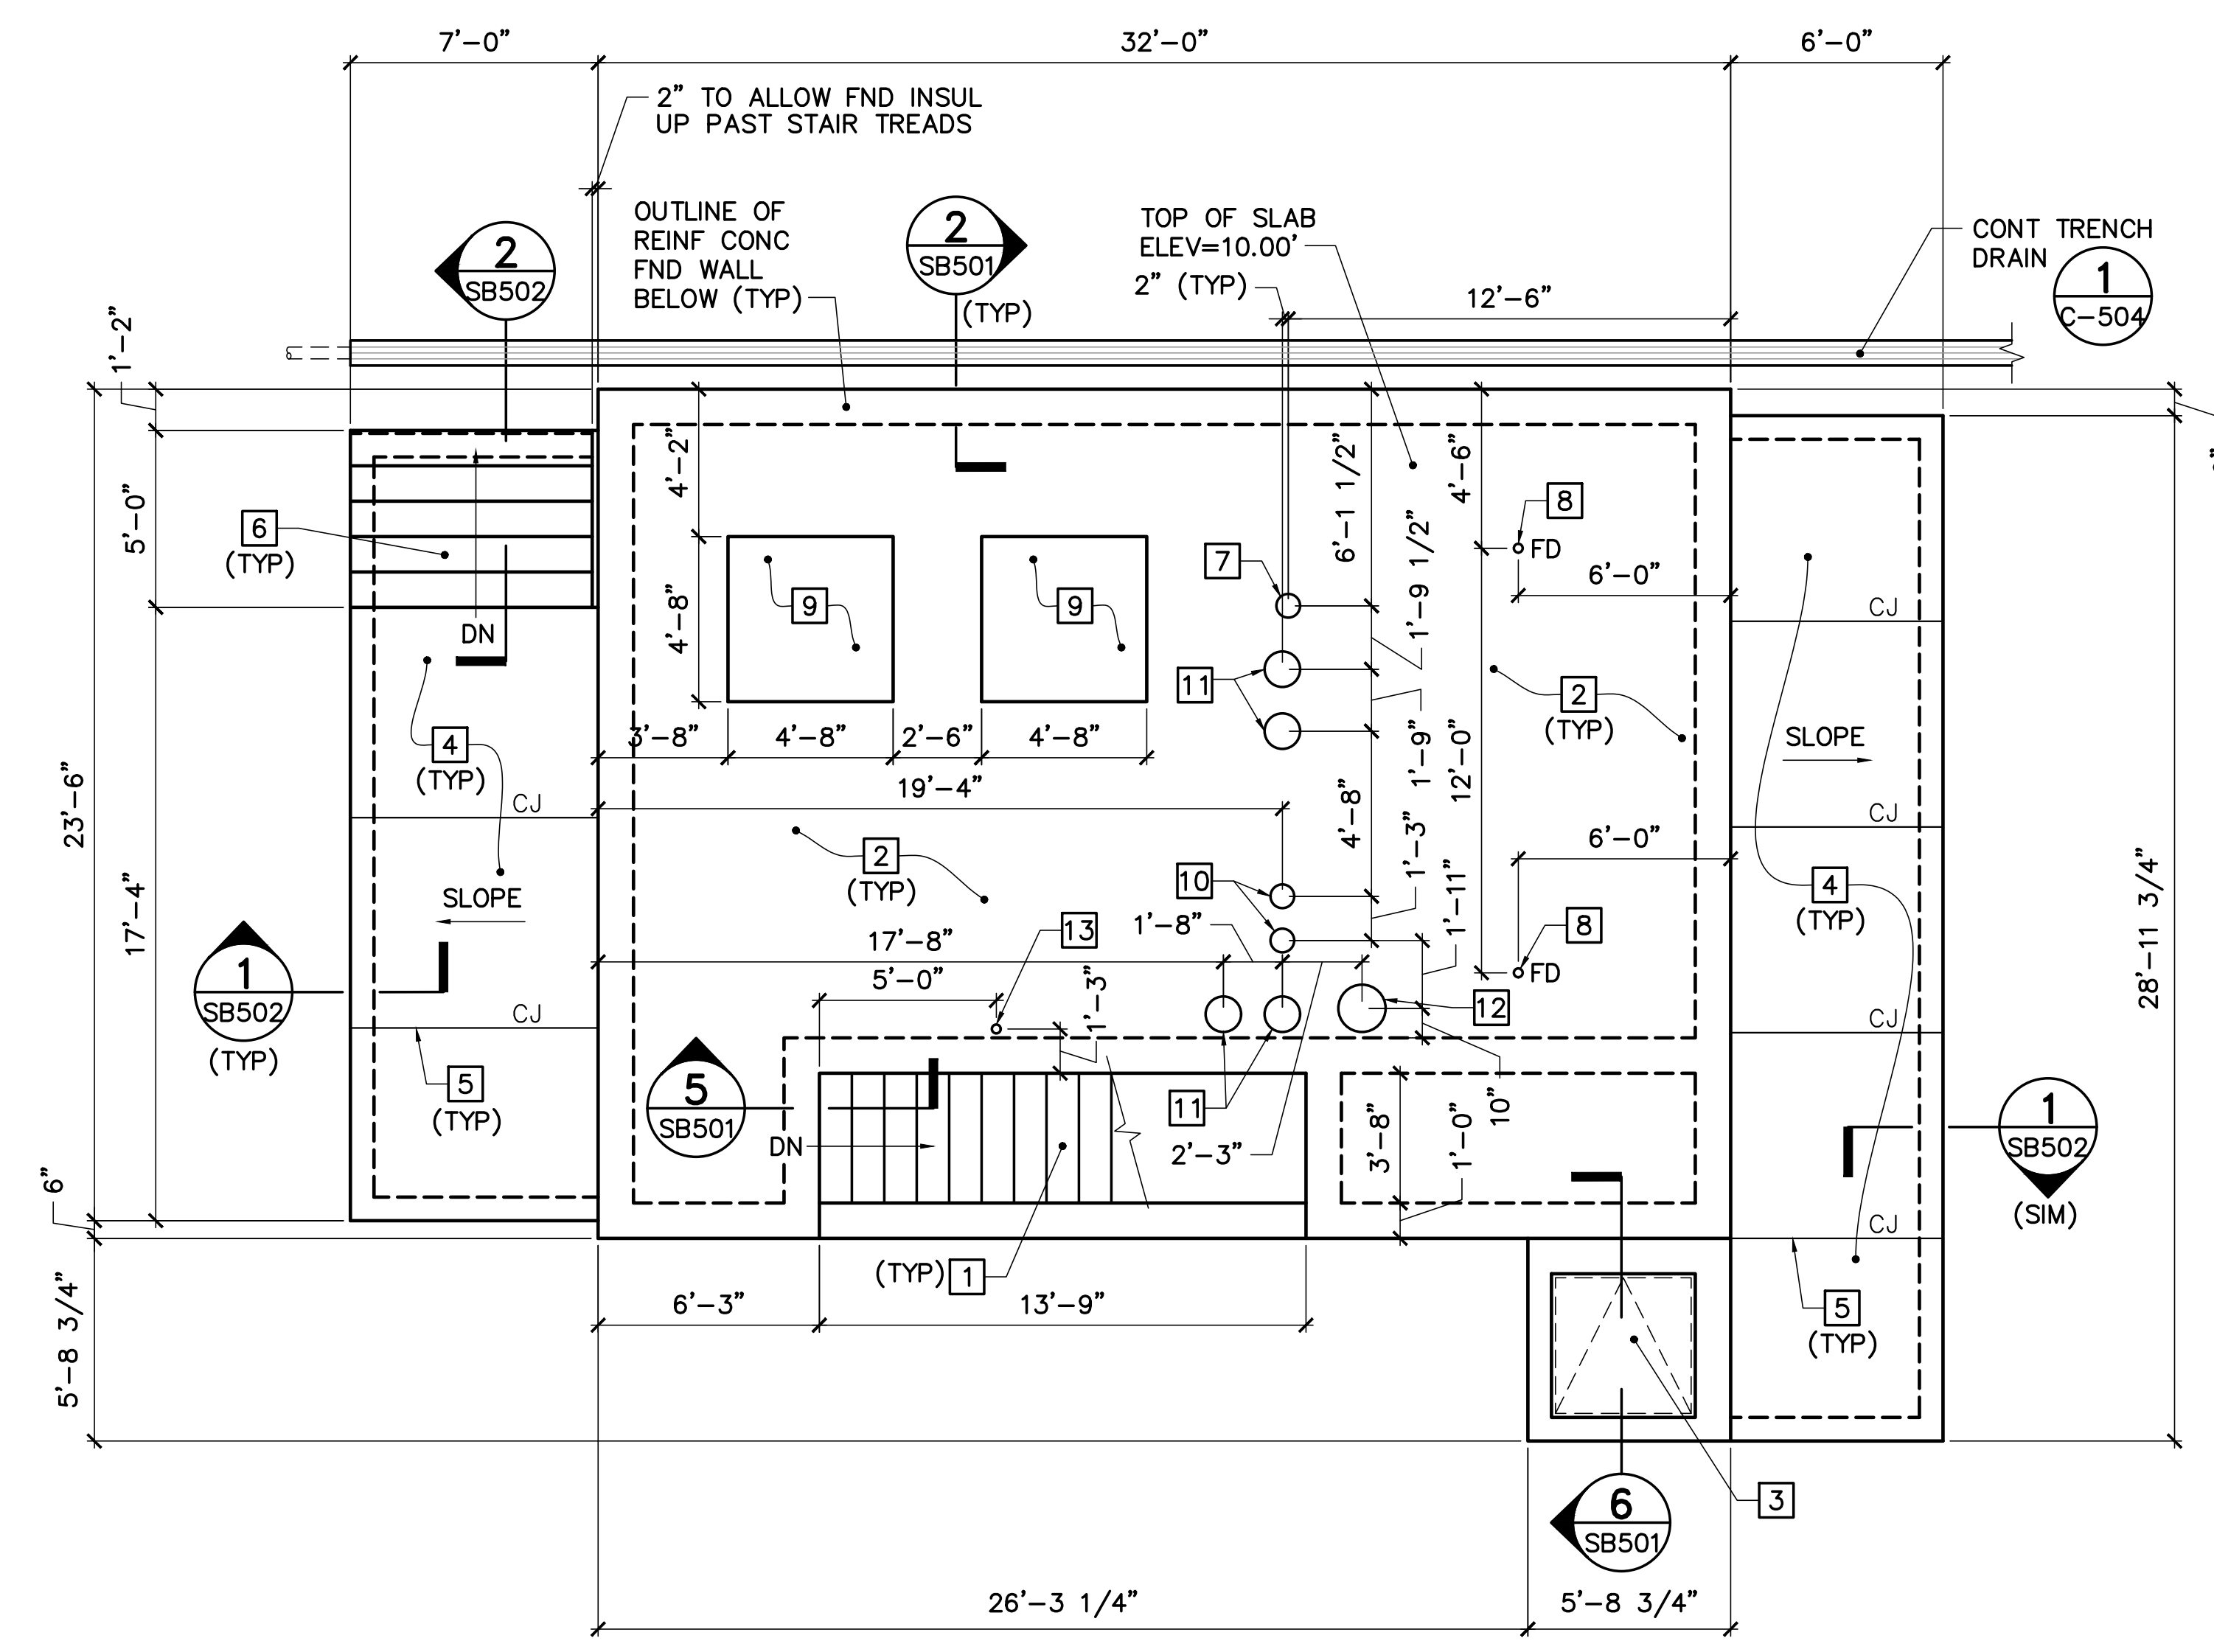 7'-0"
32'-0"
6'-0"
2" TO ALLOW FND INSUL
UP PAST STAIR TREADS
OUTLINE OF
REINF CONC
FND WALL
BELOW (TYP)
2
SB502
2
SB501
(TYP)
TOP OF SLAB
ELEV=10.00'
2" (TYP)
12'-6"
CONT TRENCH
DRAIN
1
C-504
1'-2"
5'-0"
6
(TYP)
DN
4'-2"
4'-8"
9
9
7
11
6'-1 1/2"
1'-9 1/2"
4'-6"
8
FD
6'-0"
CJ
2
(TYP)
SLOPE
4
(TYP)
3'-8"
4'-8"
2'-6"
4'-8"
19'-4"
1'-9"
12'-0"
4'-8"
1'-3"
23'-6"
17'-4"
CJ
CJ
6'-0"
2
(TYP)
10
1'-11"
4
(TYP)
28'-11 3/4"
SLOPE
1
SB502
(TYP)
17'-8"
1'-8"
13
5'-0"
1'-3"
8
FD
12
CJ
CJ
5
(TYP)
5
SB501
DN
11
2'-3"
10"
3'-8"
1'-0"
1
SB502
(SIM)
6"
CJ
(TYP)
1
5
(TYP)
5'-8 3/4"
6'-3"
13'-9"
3
6
SB501
26'-3 1/4"
5'-8 3/4"